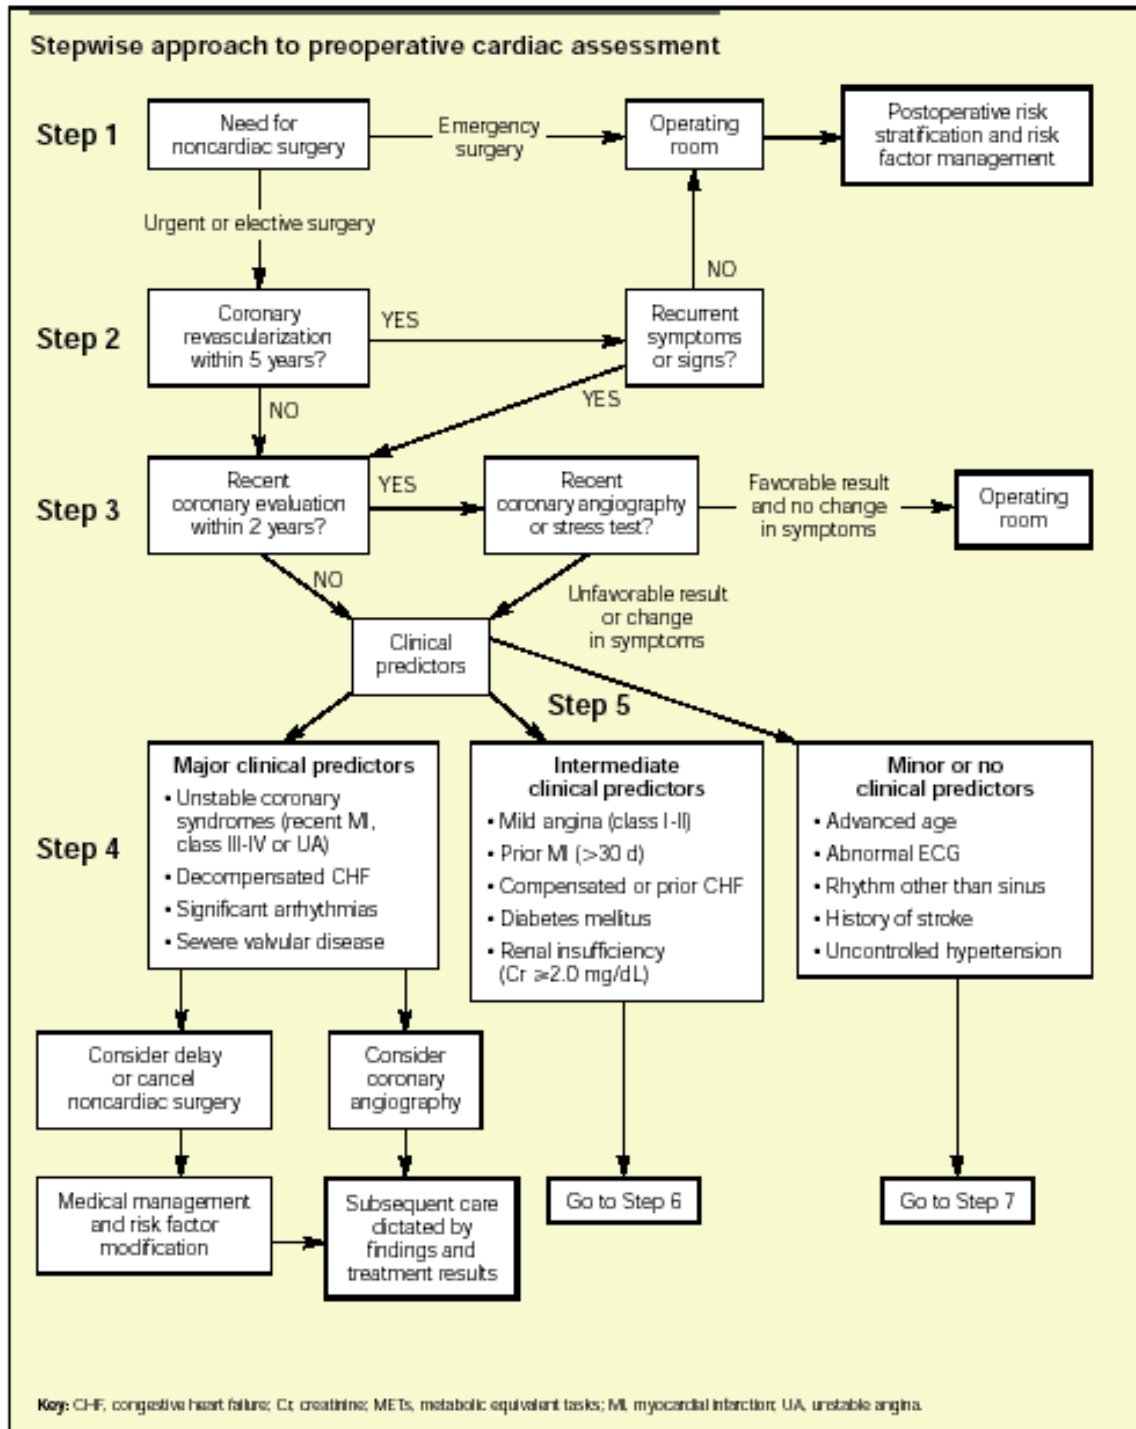 Stepwise approach to preoperative cardiac assessment
Step 1
Need for
noncardiac surgery
Emergency
surgery
Operating
room
Postoperative risk
stratification and risk
factor management
Urgent or elective surgery
NO
Step 2
Coronary
revascularization
within 5 years?
YES
Recurrent
symptoms
or signs?
NO
YES
Step 3
Recent
coronary evaluation
within 2 years?
YES
Recent
coronary angiography
or stress test?
Favorable result
and no change
in symptoms
Operating
room
NO
Unfavorable result
or change
in symptoms
Clinical
predictors
Step 5
Step 4
Major clinical predictors
• Unstable coronary
syndromes (recent MI,
class III-IV or UA)
• Decompensated CHF
• Significant arrhythmias
• Severe valvular disease
Intermediate
clinical predictors
• Mild angina (class I-II)
• Prior MI (>30 d)
• Compensated or prior CHF
• Diabetes mellitus
• Renal insufficiency
(Cr ⩾2.0 mg/dL)
Minor or no
clinical predictors
• Advanced age
• Abnormal ECG
• Rhythm other than sinus
• History of stroke
• Uncontrolled hypertension
Consider delay
or cancel
noncardiac surgery
Consider
coronary
angiography
Medical management
and risk factor
modification
Subsequent care
dictated by
findings and
treatment results
Go to Step 6
Go to Step 7
Key: CHF, congestive heart failure; Cr, creatinine; METs, metabolic equivalent tasks; MI, myocardial infarction; UA, unstable angina.